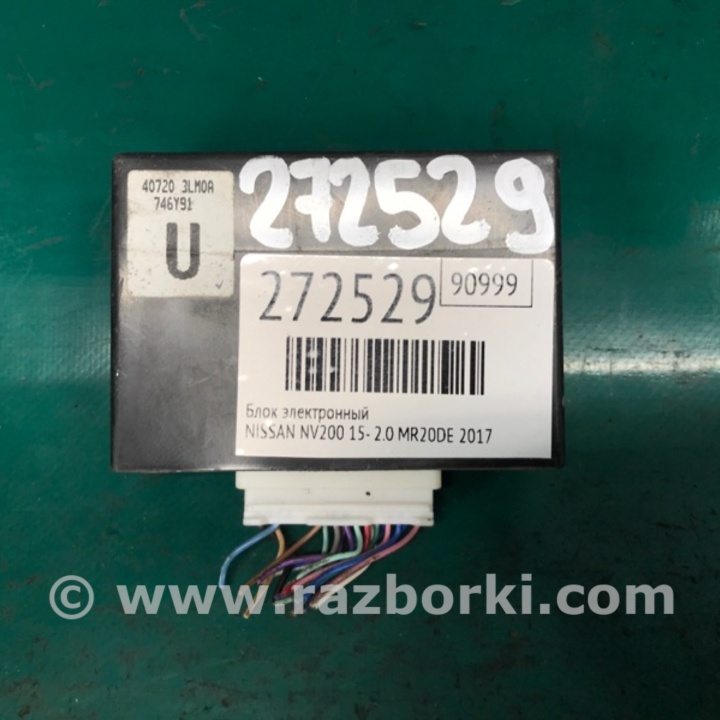 40720 3LM0A
746Y91
U
272529
272529
90999
Блок электронный
NISSAN NV200 15- 2.0 MR20DE 2017
© www.razborki.com